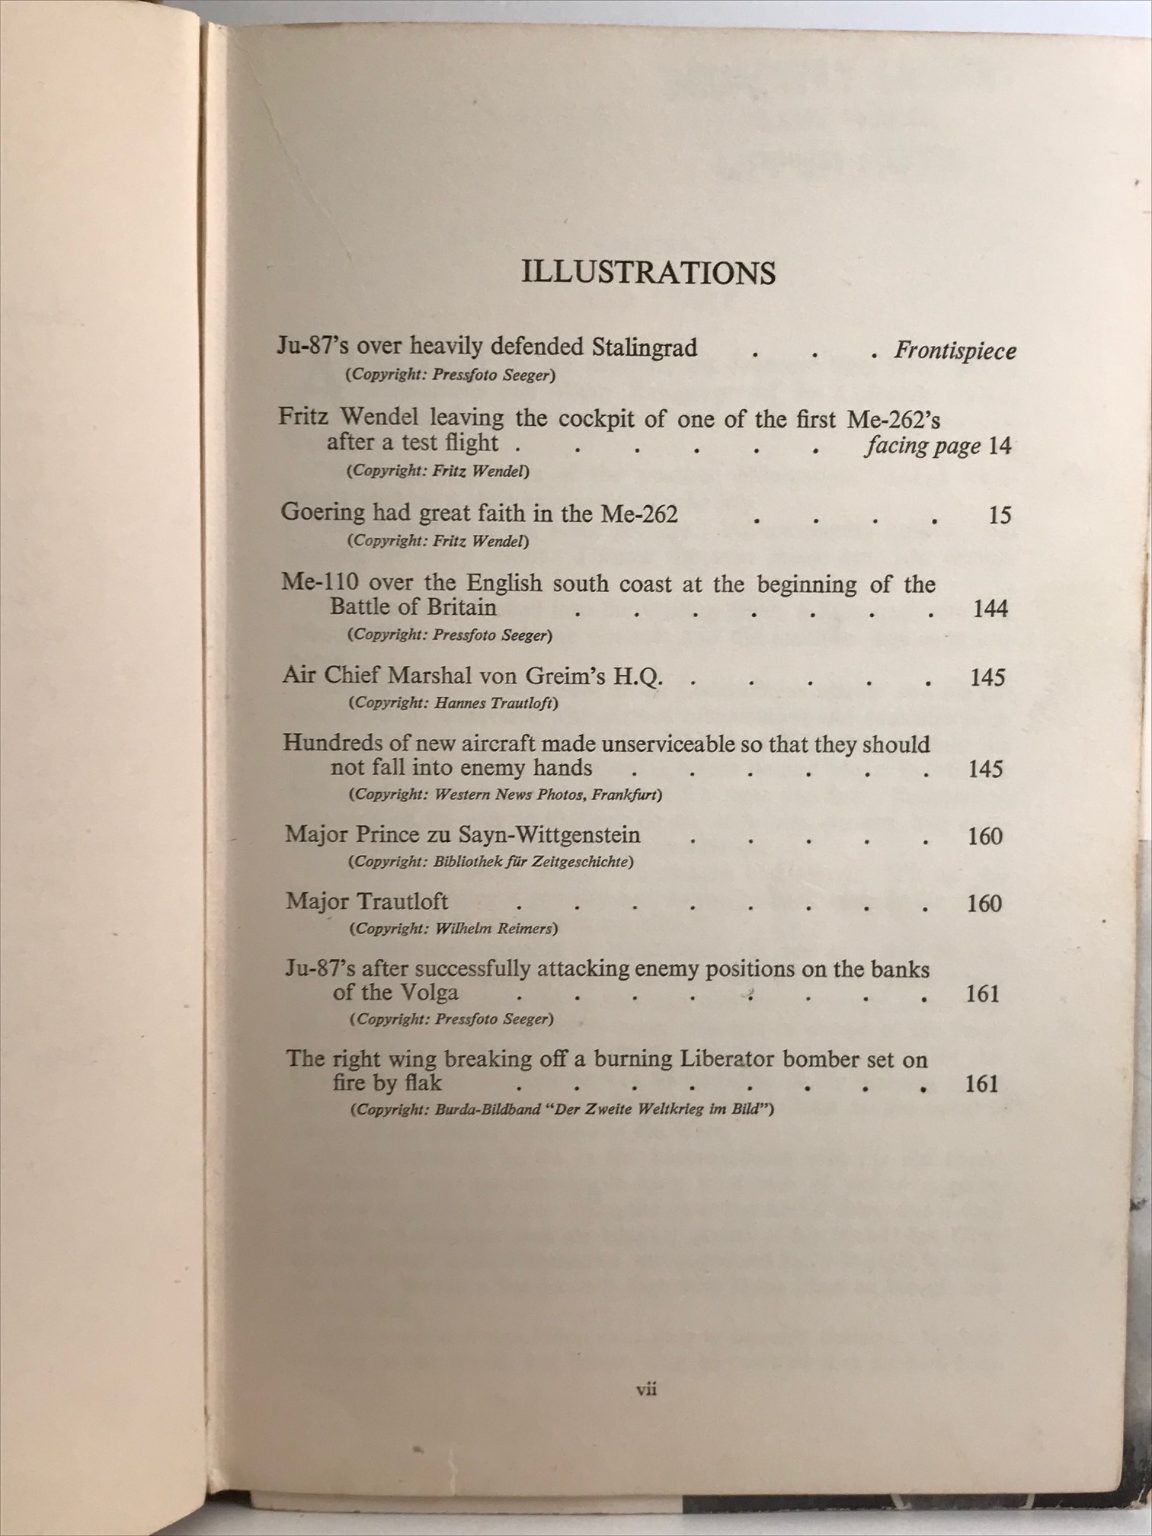 ILLUSTRATIONS
Ju-87's over heavily defended Stalingrad . . . Frontispiece
(Copyright: Pressfoto Seeger)
Fritz Wendel leaving the cockpit of one of the first Me-262's
after a test flight . . . . . . facing page 14
(Copyright: Fritz Wendel)
Goering had great faith in the Me-262 . . . . 15
(Copyright: Fritz Wendel)
Me-110 over the English south coast at the beginning of the
Battle of Britain . . . . . . . 144
(Copyright: Pressfoto Seeger)
Air Chief Marshal von Greim's H.Q. . . . . . 145
(Copyright: Hannes Trautloft)
Hundreds of new aircraft made unserviceable so that they should
not fall into enemy hands . . . . . . 145
(Copyright: Western News Photos, Frankfurt)
Major Prince zu Sayn-Wittgenstein . . . . . 160
(Copyright: Bibliothek für Zeitgeschichte)
Major Trautloft . . . . . . . . 160
(Copyright: Wilhelm Reimers)
Ju-87's after successfully attacking enemy positions on the banks
of the Volga . . . . . . . . 161
(Copyright: Pressfoto Seeger)
The right wing breaking off a burning Liberator bomber set on
fire by flak . . . . . . . . 161
(Copyright: Burda-Bildband "Der Zweite Weltkrieg im Bild")
vii